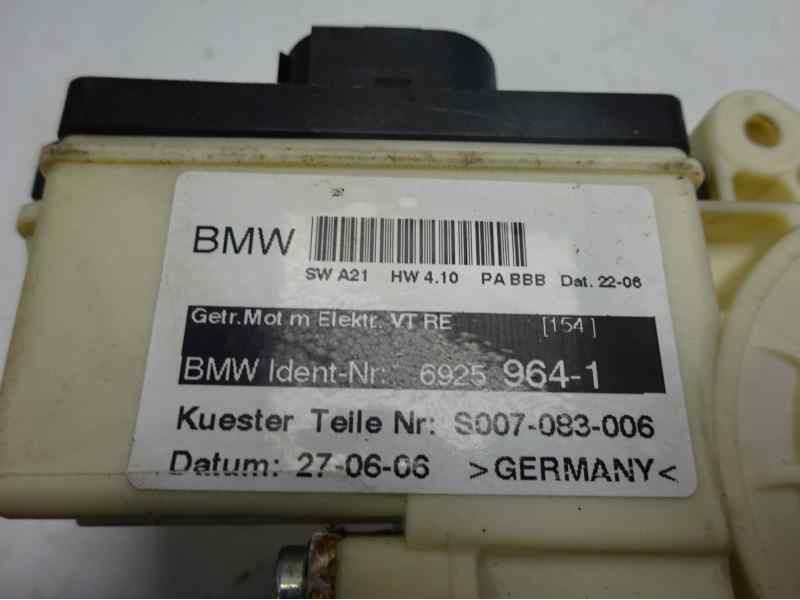 BMW
SW A21 HW 4.10 PA BBB Dat. 22-06
Getr.Mot m Elektr. VT RE [154]
BMW Ident-Nr: 6925 964-1
Kuester Teile Nr: S007-083-006
Datum: 27-06-06 >GERMANY<